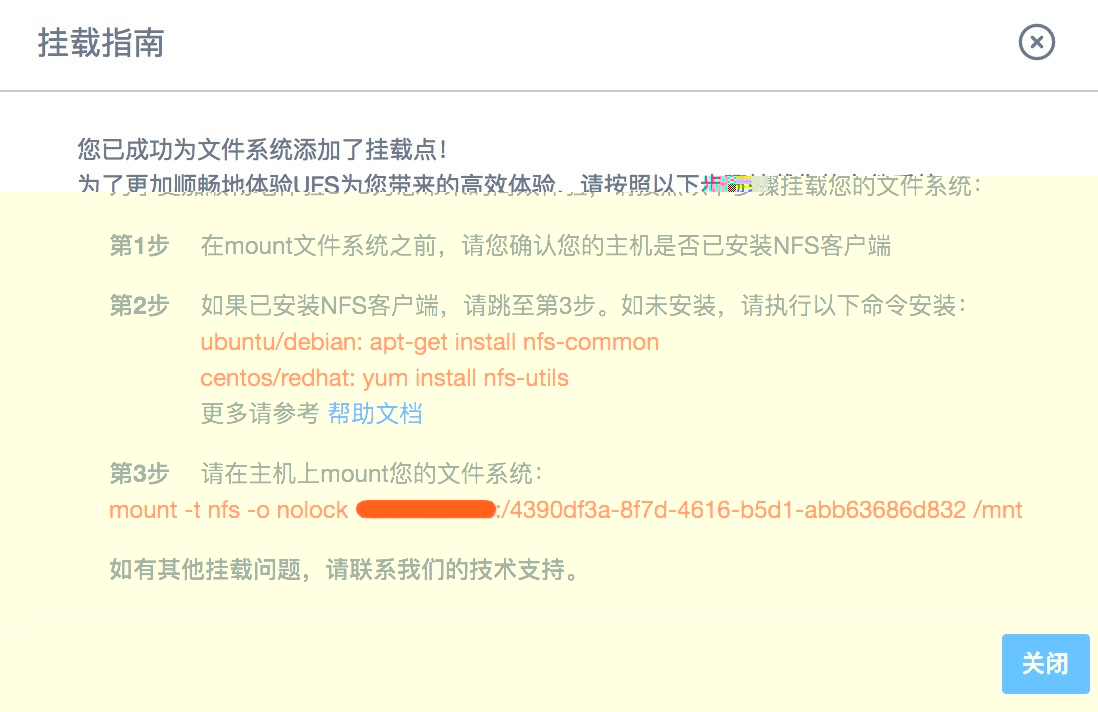 挂载指南
您已成功为文件系统添加了挂载点！
为了更加顺畅地体验UFS为您带来的高效体验，请按照以下步骤挂载您的文件系统：
第1步 在mount文件系统之前，请您确认您的主机是否已安装NFS客户端
第2步 如果已安装NFS客户端，请跳至第3步。如未安装，请执行以下命令安装：
ubuntu/debian: apt-get install nfs-common
centos/redhat: yum install nfs-utils
更多请参考 帮助文档
第3步 请在主机上mount您的文件系统：
mount -t nfs -o nolock :/4390df3a-8f7d-4616-b5d1-abb63686d832 /mnt
如有其他挂载问题，请联系我们的技术支持。
关闭